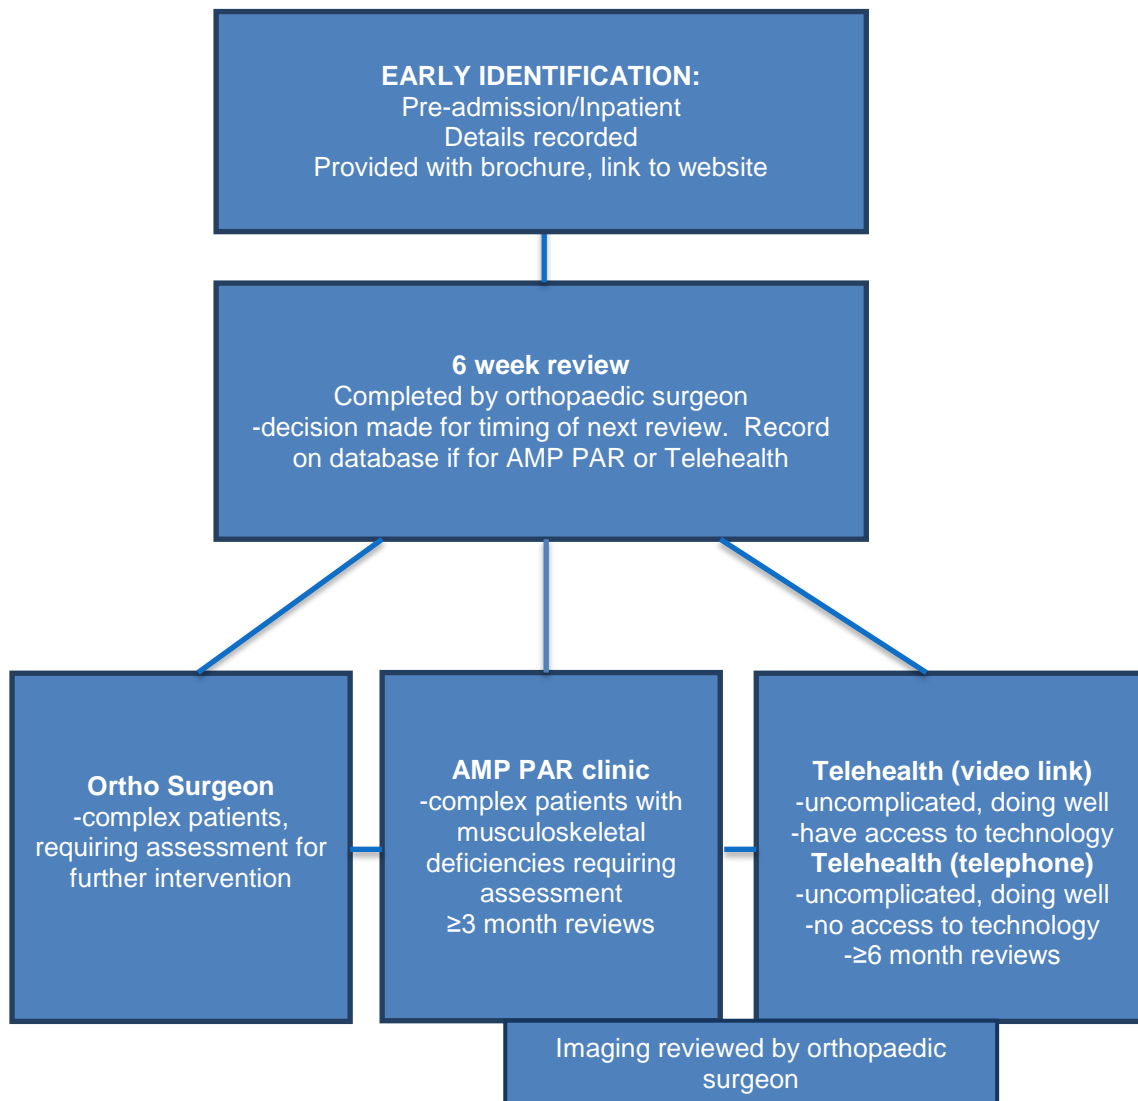 EARLY IDENTIFICATION:
Pre-admission/Inpatient
Details recorded
Provided with brochure, link to website
6 week review
Completed by orthopaedic surgeon
-decision made for timing of next review.  Record
on database if for AMP PAR or Telehealth
Ortho Surgeon
-complex patients,
requiring assessment for
further intervention
AMP PAR clinic
-complex patients with
musculoskeletal
deficiencies requiring
assessment
≥3 month reviews
Telehealth (video link)
-uncomplicated, doing well
-have access to technology
Telehealth (telephone)
-uncomplicated, doing well
-no access to technology
-≥6 month reviews
Imaging reviewed by orthopaedic
surgeon